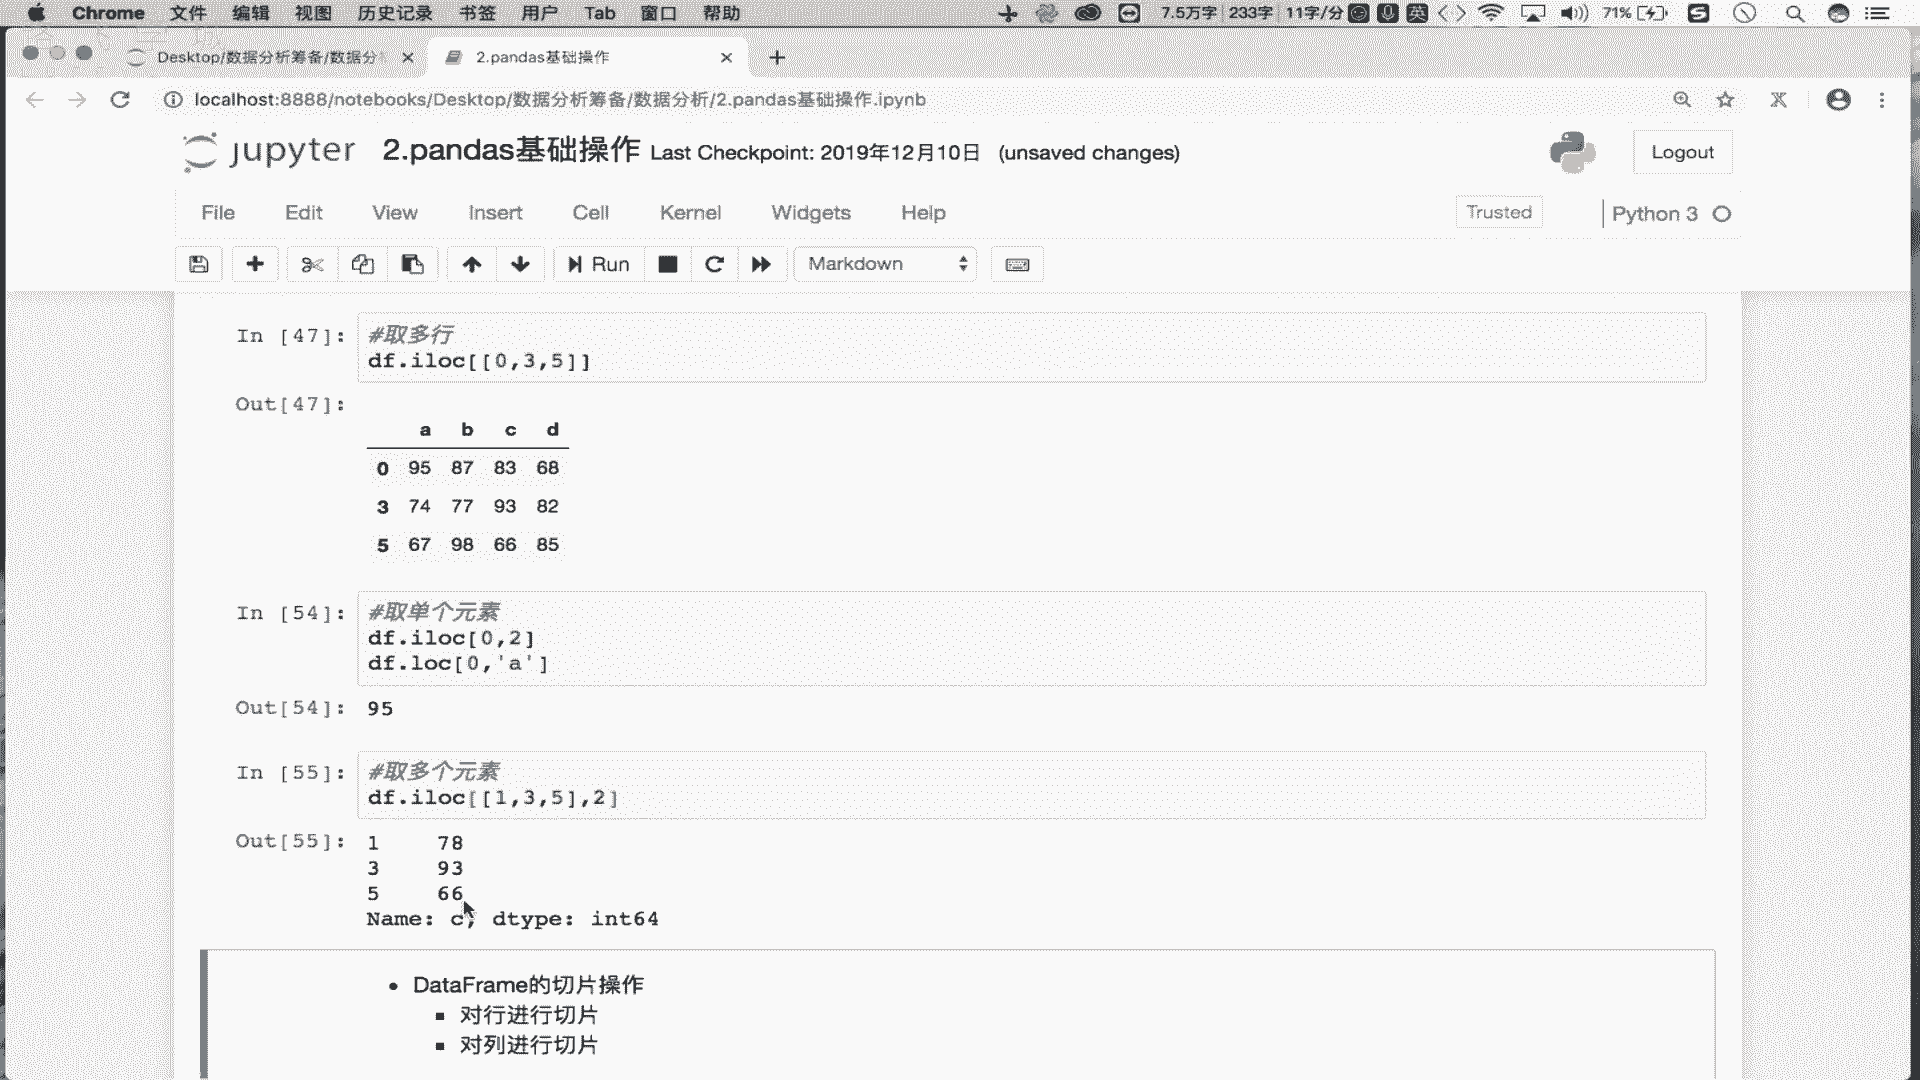 Chrome 文件 编辑 视图 历史记录 书签 用户 Tab 窗口 帮助 7.5万字 233字 11字/分 英 71%
Desktop/数据分析筹备/数据分 2.pandas基础操作
localhost:8888/notebooks/Desktop/数据分析筹备/数据分析/2.pandas基础操作.ipynb
jupyter 2.pandas基础操作 Last Checkpoint: 2019年12月10日 (unsaved changes) Logout
File Edit View Insert Cell Kernel Widgets Help Trusted Python 3
Run Markdown
In [47]: #取多行
df.iloc[[0,3,5]]
Out[47]:
a b c d
0 95 87 83 68
3 74 77 93 82
5 67 98 66 85
In [54]: #取单个元素
df.iloc[0,2]
df.loc[0,'a']
Out[54]: 95
In [55]: #取多个元素
df.iloc[[1,3,5],2]
Out[55]: 1 78
3 93
5 66
Name: c, dtype: int64
• DataFrame的切片操作
▪ 对行进行切片
▪ 对列进行切片